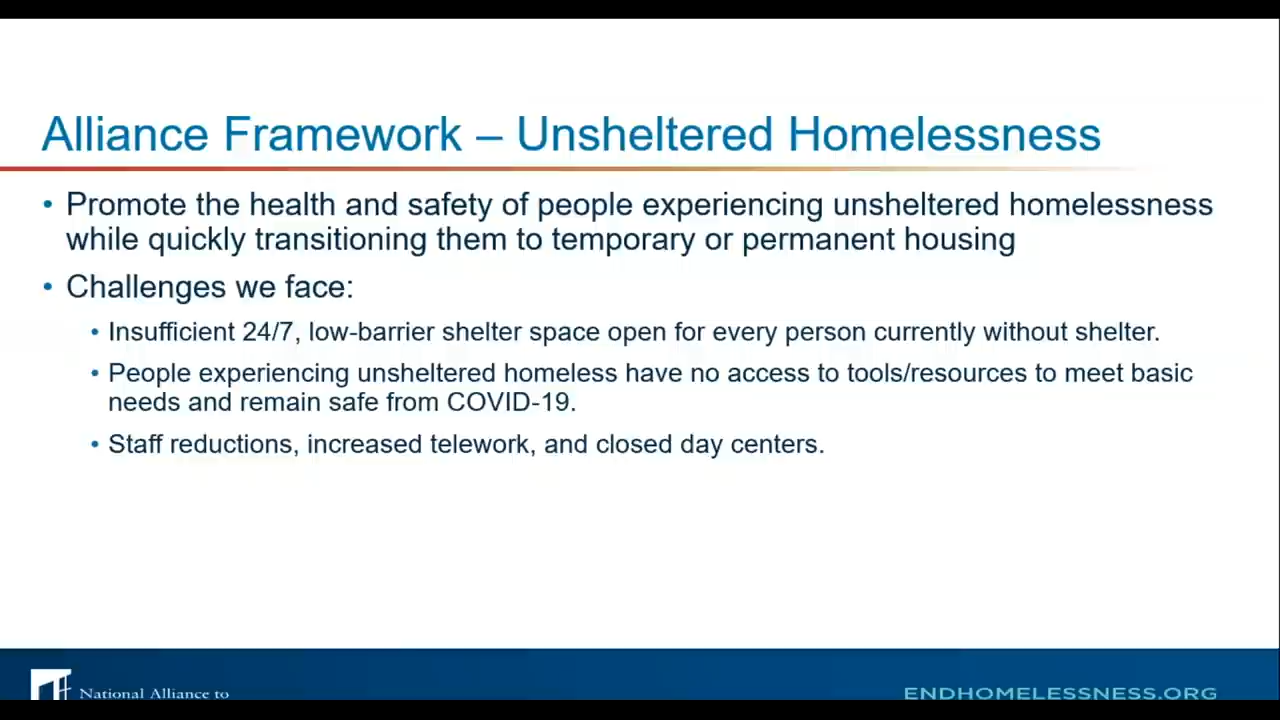 Alliance Framework – Unsheltered Homelessness
• Promote the health and safety of people experiencing unsheltered homelessness
while quickly transitioning them to temporary or permanent housing
• Challenges we face:
• Insufficient 24/7, low-barrier shelter space open for every person currently without shelter.
• People experiencing unsheltered homeless have no access to tools/resources to meet basic
needs and remain safe from COVID-19.
• Staff reductions, increased telework, and closed day centers.
National Alliance to
ENDHOMELESSNESS.ORG